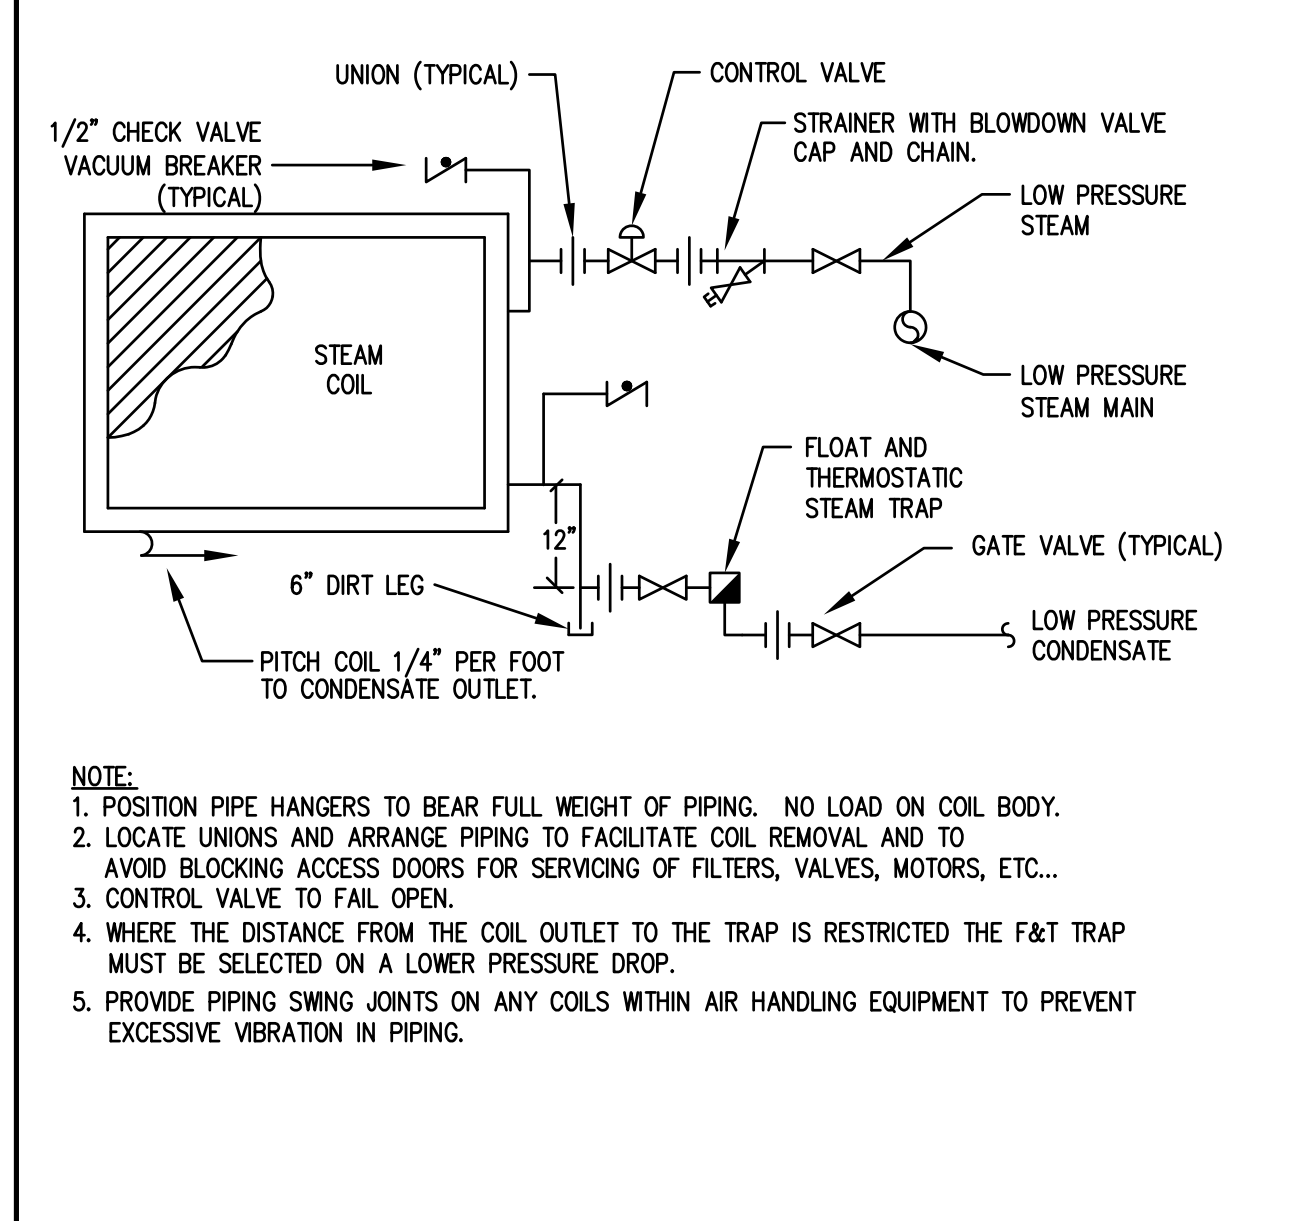 UNION (TYPICAL)
CONTROL VALVE
1/2" CHECK VALVE
VACUUM BREAKER
(TYPICAL)
STRAINER WITH BLOWDOWN VALVE
CAP AND CHAIN.
LOW PRESSURE
STEAM
STEAM
COIL
LOW PRESSURE
STEAM MAIN
FLOAT AND
THERMOSTATIC
STEAM TRAP
12"
GATE VALVE (TYPICAL)
6" DIRT LEG
LOW PRESSURE
CONDENSATE
PITCH COIL 1/4" PER FOOT
TO CONDENSATE OUTLET.
NOTE:
1. POSITION PIPE HANGERS TO BEAR FULL WEIGHT OF PIPING. NO LOAD ON COIL BODY.
2. LOCATE UNIONS AND ARRANGE PIPING TO FACILITATE COIL REMOVAL AND TO
AVOID BLOCKING ACCESS DOORS FOR SERVICING OF FILTERS, VALVES, MOTORS, ETC...
3. CONTROL VALVE TO FAIL OPEN.
4. WHERE THE DISTANCE FROM THE COIL OUTLET TO THE TRAP IS RESTRICTED THE F&T TRAP
MUST BE SELECTED ON A LOWER PRESSURE DROP.
5. PROVIDE PIPING SWING JOINTS ON ANY COILS WITHIN AIR HANDLING EQUIPMENT TO PREVENT
EXCESSIVE VIBRATION IN PIPING.